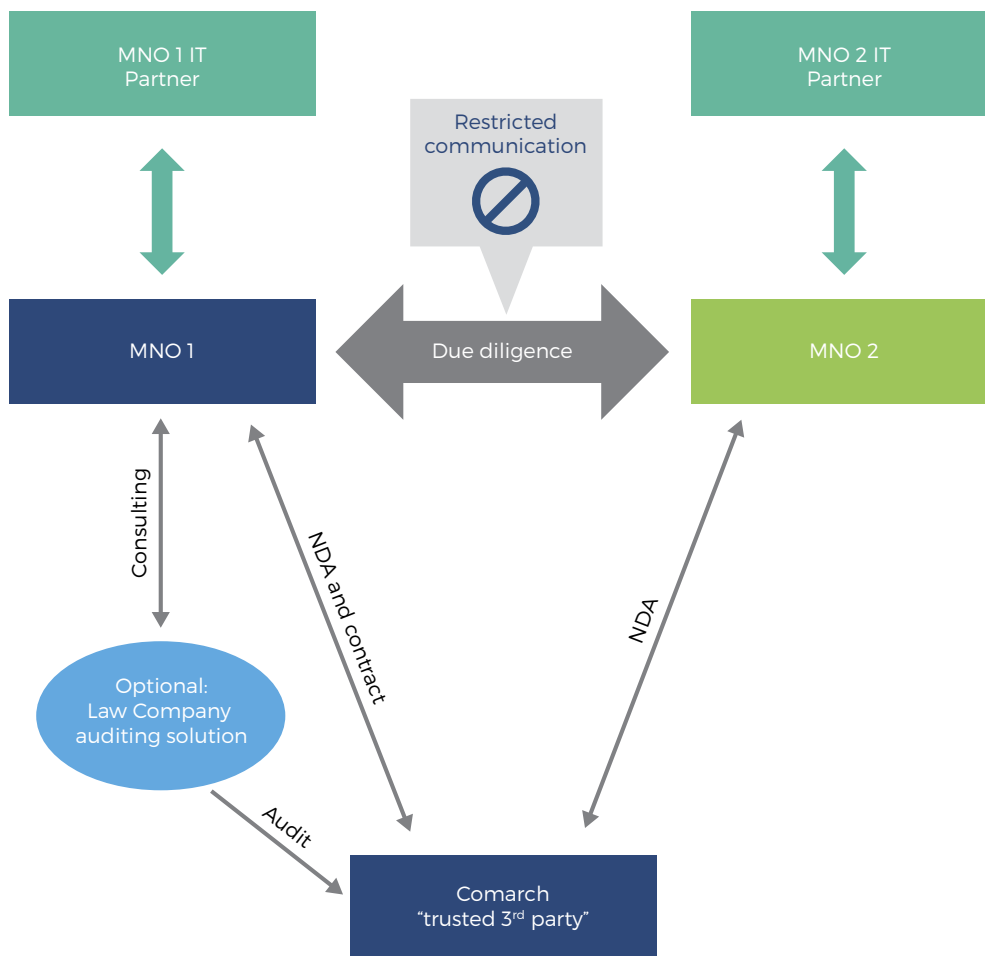 MNO 1 IT
Partner
MNO 2 IT
Partner
Restricted
communication
MNO 1
Due diligence
MNO 2
Consulting
NDA and contract
NDA
Optional:
Law Company
auditing solution
Audit
Comarch
“trusted 3rd party”